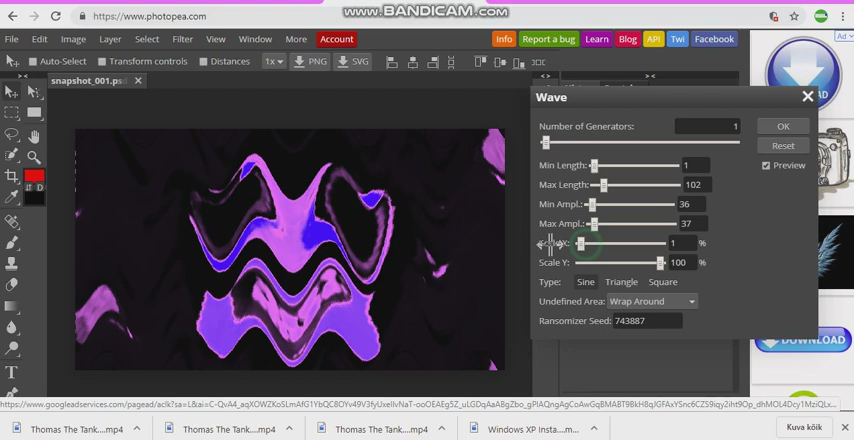 www.BANDICAM.com
https://www.photopea.com
File Edit Image Layer Select Filter View Window More Account Info Report a bug Learn Blog API Twi Facebook
Ad
Auto-Select Transform controls Distances 1x PNG SVG
snapshot_001.psd
Wave
Number of Generators: 1 OK
Reset
Min Length: 1 Preview
Max Length: 102
Min Ampl.: 36
Max Ampl.: 37
Scale X: 1 %
Scale Y: 100 %
Type: Sine Triangle Square
Undefined Area: Wrap Around
Randomizer Seed: 743887
DOWNLOAD
Thomas The Tank....mp4 Thomas The Tank....mp4 Thomas The Tank....mp4 Windows XP Insta....mp4 Kuva kõik